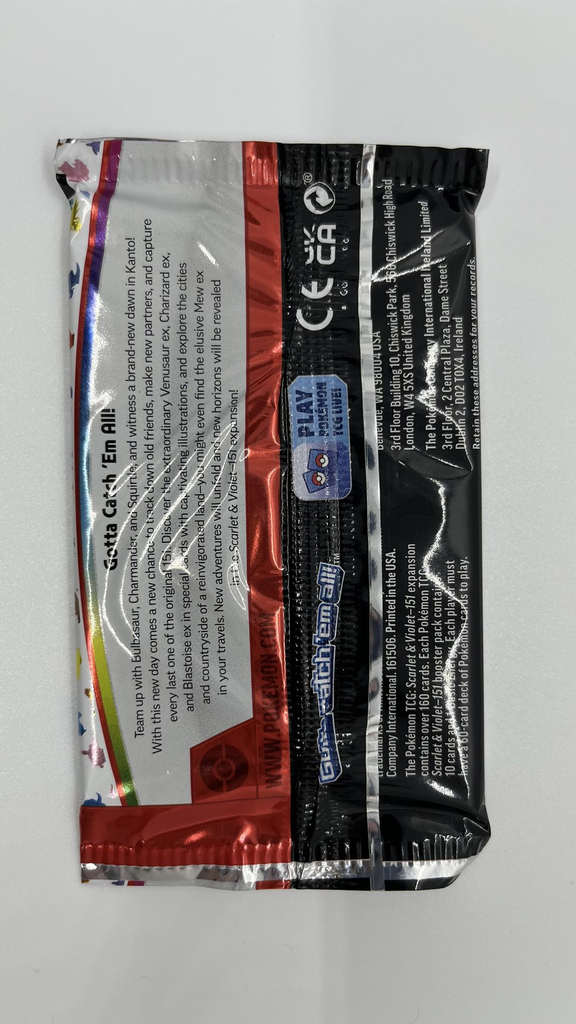 Gotta Catch 'Em All!
Team up with Bulbasaur, Charmander, and Squirtle, and witness a brand-new dawn in Kanto!
With this new day comes a new chance to track down old friends, make new partners, and capture
every last one of the original 151! Discover the extraordinary Venusaur ex, Charizard ex,
and Blastoise ex in special cards with captivating illustrations, and explore the cities
and countryside of a reinvigorated land—you might even find the elusive Mew ex
in your travels. New adventures will unfold and new horizons will be revealed
in the Scarlet & Violet—151 expansion!
WWW.POKEMON.COM
Gotta catch 'em all!™
PLAY
POKÉMON
TCG LIVE!
CE UK
CA
®
Company International. 161506. Printed in the USA.
The Pokémon TCG: Scarlet & Violet—151 expansion
contains over 160 cards. Each Pokémon TCG:
Scarlet & Violet—151 booster pack contains
10 cards and 1 basic Energy. Each player must
have a 60-card deck of Pokémon cards to play.
Bellevue, WA 98004 USA
3rd Floor Building 10, Chiswick Park, 566 Chiswick High Road
London, W4 5XS United Kingdom
The Pokémon Company International Ireland Limited
3rd Floor, 2 Central Plaza, Dame Street
Dublin 2, D02 T0X4, Ireland
Retain these addresses for your records.